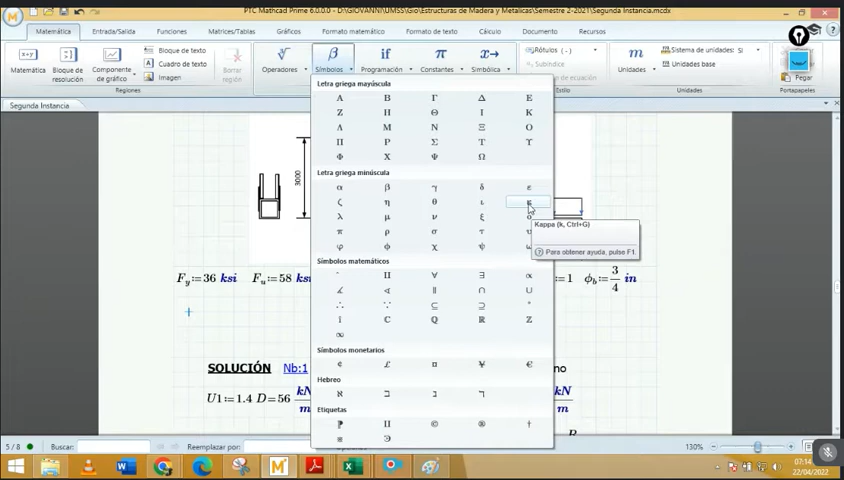 PTC Mathcad Prime 6.0.0.0 - D:\GIOVANNI\UMSS\Gio\Estructuras de Madera y Metalicas\Semestre 2-2021\Segunda Instancia.mcdx
Matemática Entrada/Salida Funciones Matrices/Tablas Gráficos Formato matemático Formato de texto Cálculo Documento Recursos
Matemática
Bloque de resolución
Componente de gráfico
Bloque de texto
Cuadro de texto
Imagen
Borrar región
Regiones
Operadores
Símbolos
Programación
Constantes
Simbólica
Rótulos (-)
Subíndice
Estilo
Unidades
Sistema de unidades: SI
Unidades base
Unidades
Pegar
Portapapeles
Segunda Instancia
Letra griega mayúscula
Α Β Γ Δ Ε
Ζ Η Θ Ι Κ
Λ Μ Ν Ξ Ο
Π Ρ Σ Τ Υ
Φ Χ Ψ Ω
Letra griega minúscula
α β γ δ ε
ζ η θ ι κ
λ μ ν ξ ο
π ρ σ τ υ
φ ϕ χ ψ ω
Kappa (k, Ctrl+G)
Para obtener ayuda, pulse F1.
Símbolos matemáticos
∀ ∃ ∝
∡ ∢ ∥ ∩ ∪
∴ ∵ ⊆ ⊇ °
ℂ ℚ ℝ ℤ
∞
Símbolos monetarios
¢ £ ¤ ¥ €
Hebreo
א ב ג ד
Etiquetas
© ® †
3000
F_y := 36 ksi F_u := 58 ksi := 1 ϕ_b := 3/4 in
SOLUCIÓN Nb:1
U1 := 1.4 D = 56 kN/m
5 / 8 Buscar: Reemplazar por: 130%
07:14
22/04/2022